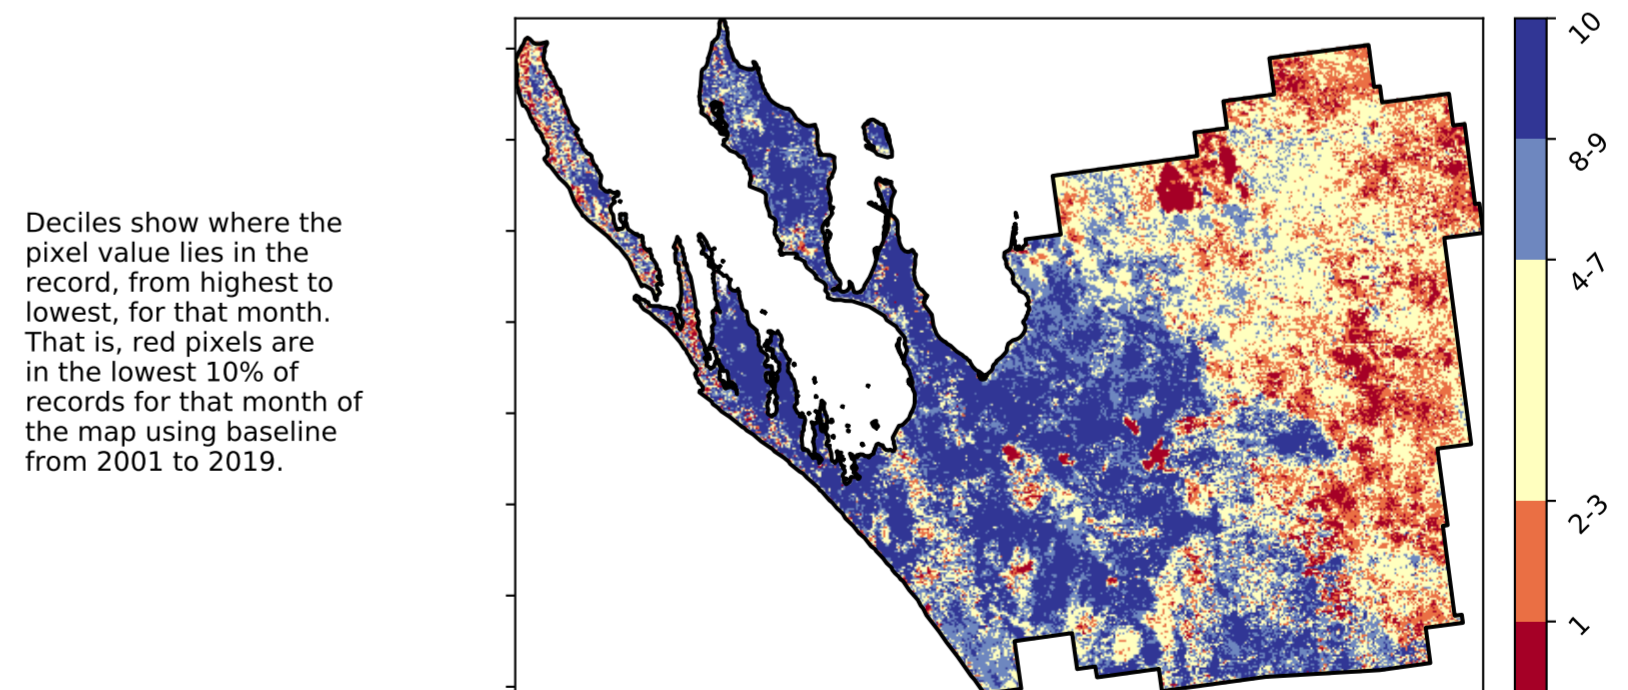 Deciles show where the
pixel value lies in the
record, from highest to
lowest, for that month.
That is, red pixels are
in the lowest 10% of
records for that month of
the map using baseline
from 2001 to 2019.
10
8-9
4-7
2-3
1